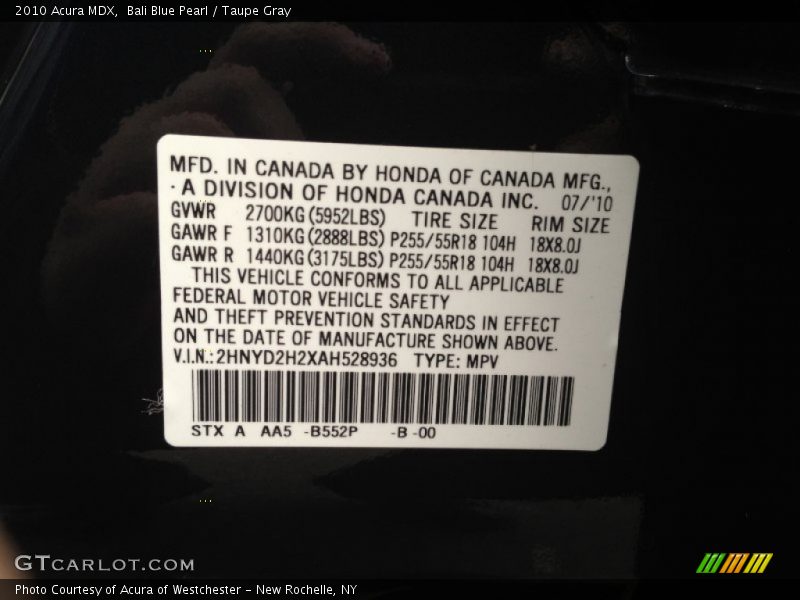 2010 Acura MDX,  Bali Blue Pearl / Taupe Gray
MFD. IN CANADA BY HONDA OF CANADA MFG.,
· A DIVISION OF HONDA CANADA INC.  07/'10
GVWR  2700KG (5952LBS)  TIRE SIZE  RIM SIZE
GAWR F  1310KG (2888LBS) P255/55R18 104H  18X8.0J
GAWR R  1440KG (3175LBS) P255/55R18 104H  18X8.0J
THIS VEHICLE CONFORMS TO ALL APPLICABLE
FEDERAL MOTOR VEHICLE SAFETY
AND THEFT PREVENTION STANDARDS IN EFFECT
ON THE DATE OF MANUFACTURE SHOWN ABOVE.
V.I.N.: 2HNYD2H2XAH528936  TYPE: MPV
STX  A  AA5  -B552P  -B -00
GTCARLOT.COM
Photo Courtesy of Acura of Westchester - New Rochelle, NY